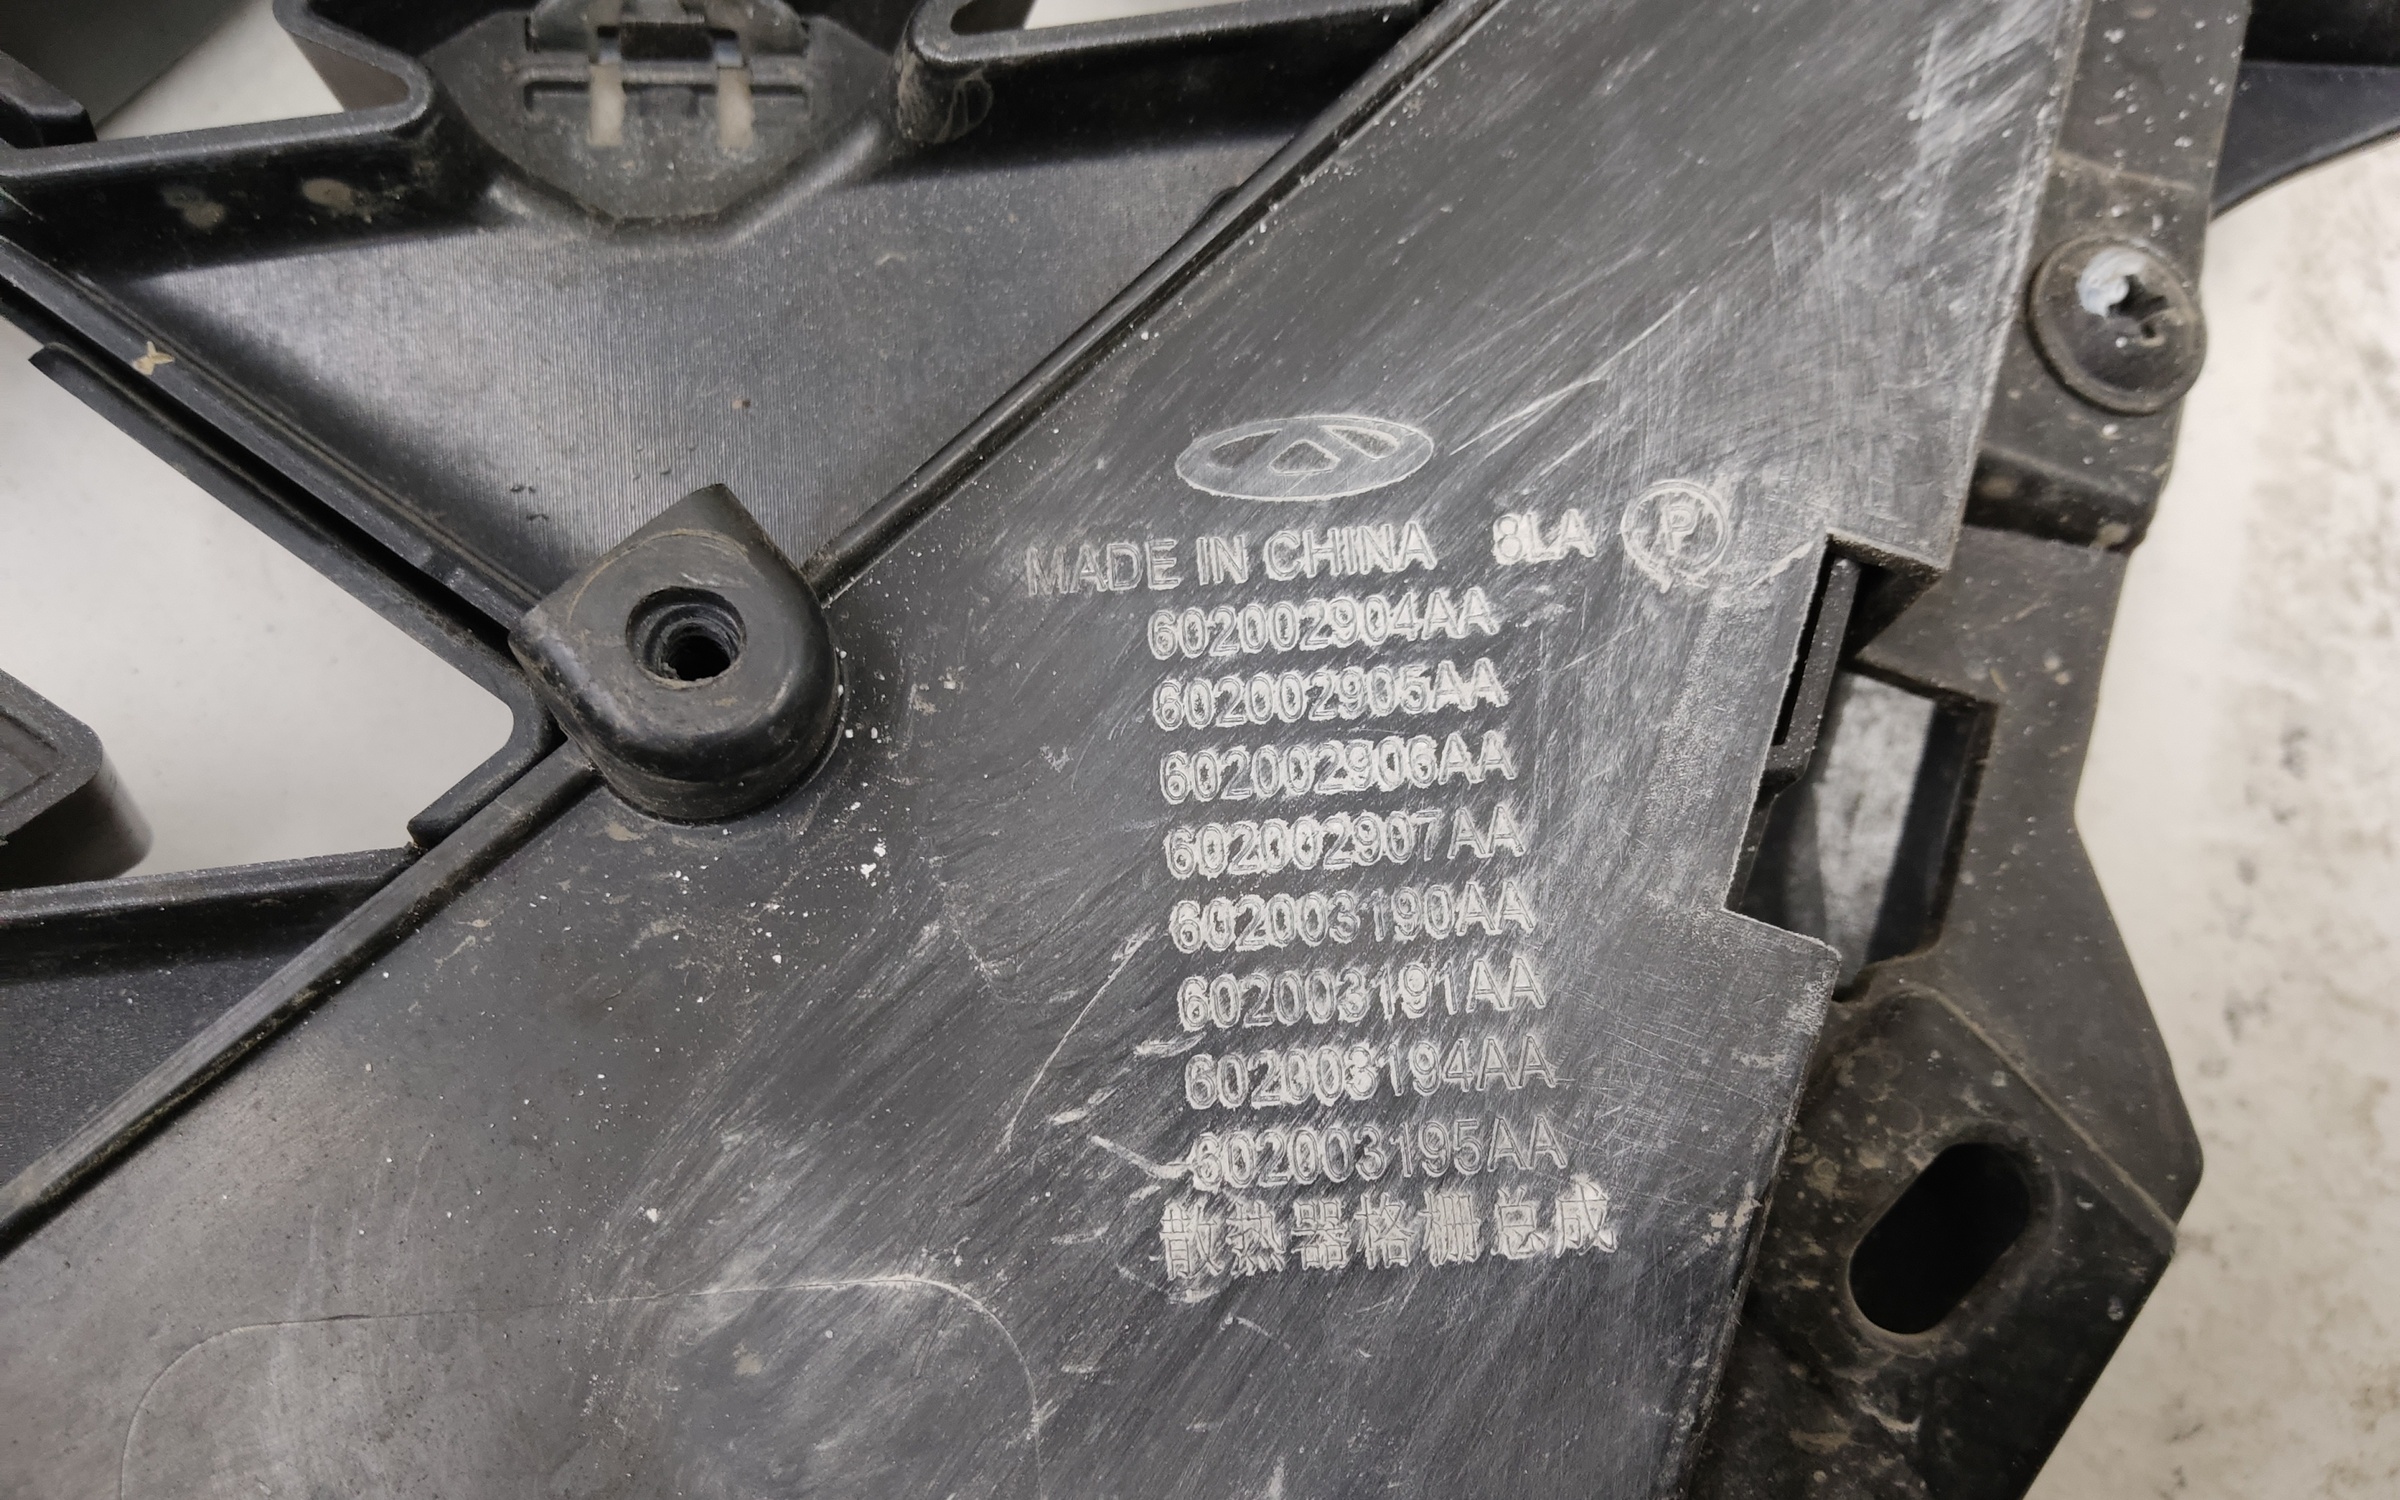 MADE IN CHINA 8LA P
602002904AA
602002905AA
602002906AA
602002907AA
602003190AA
602003191AA
602003194AA
602003195AA
散热器格栅总成